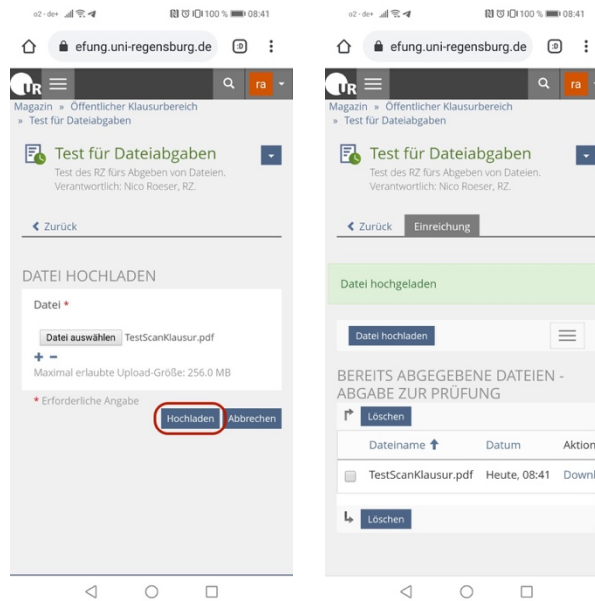 o2 - de+
100 %
08:41
efung.uni-regensburg.de
:D
UR
ra
Magazin » Öffentlicher Klausurbereich
» Test für Dateiabgaben
Test für Dateiabgaben
Test des RZ fürs Abgeben von Dateien.
Verantwortlich: Nico Roeser, RZ.
Zurück
DATEI HOCHLADEN
Datei *
Datei auswählen TestScanKlausur.pdf
+ −
Maximal erlaubte Upload-Größe: 256.0 MB
* Erforderliche Angabe
Hochladen Abbrechen
o2 - de+
100 %
08:41
efung.uni-regensburg.de
:D
UR
ra
Magazin » Öffentlicher Klausurbereich
» Test für Dateiabgaben
Test für Dateiabgaben
Test des RZ fürs Abgeben von Dateien.
Verantwortlich: Nico Roeser, RZ.
Zurück Einreichung
Datei hochgeladen
Datei hochladen
BEREITS ABGEGEBENE DATEIEN -
ABGABE ZUR PRÜFUNG
Löschen
Dateiname Datum Aktion
TestScanKlausur.pdf Heute, 08:41 Downl
Löschen